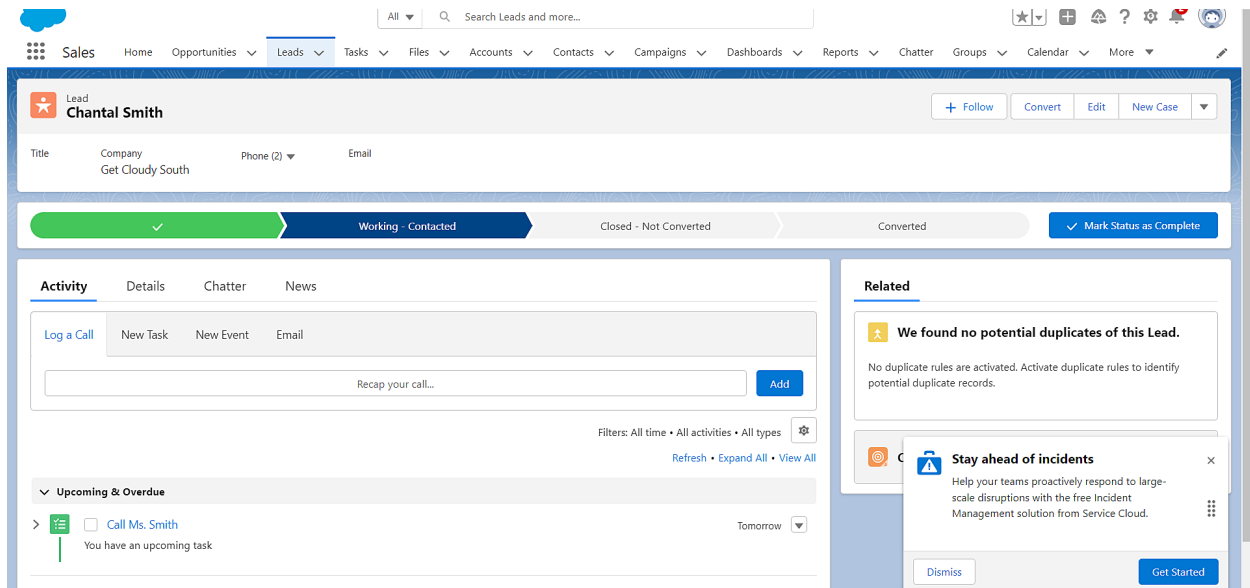 All
Search Leads and more...
Sales
Home
Opportunities
Leads
Tasks
Files
Accounts
Contacts
Campaigns
Dashboards
Reports
Chatter
Groups
Calendar
More
Lead
Chantal Smith
Follow
Convert
Edit
New Case
Title
Company
Phone (2)
Email
Get Cloudy South
Working - Contacted
Closed - Not Converted
Converted
Mark Status as Complete
Activity
Details
Chatter
News
Related
Log a Call
New Task
New Event
Email
Recap your call...
Add
We found no potential duplicates of this Lead.
No duplicate rules are activated. Activate duplicate rules to identify
potential duplicate records.
Filters: All time • All activities • All types
Refresh • Expand All • View All
Upcoming & Overdue
Call Ms. Smith
Tomorrow
You have an upcoming task
Stay ahead of incidents
Help your teams proactively respond to large-
scale disruptions with the free Incident
Management solution from Service Cloud.
Dismiss
Get Started